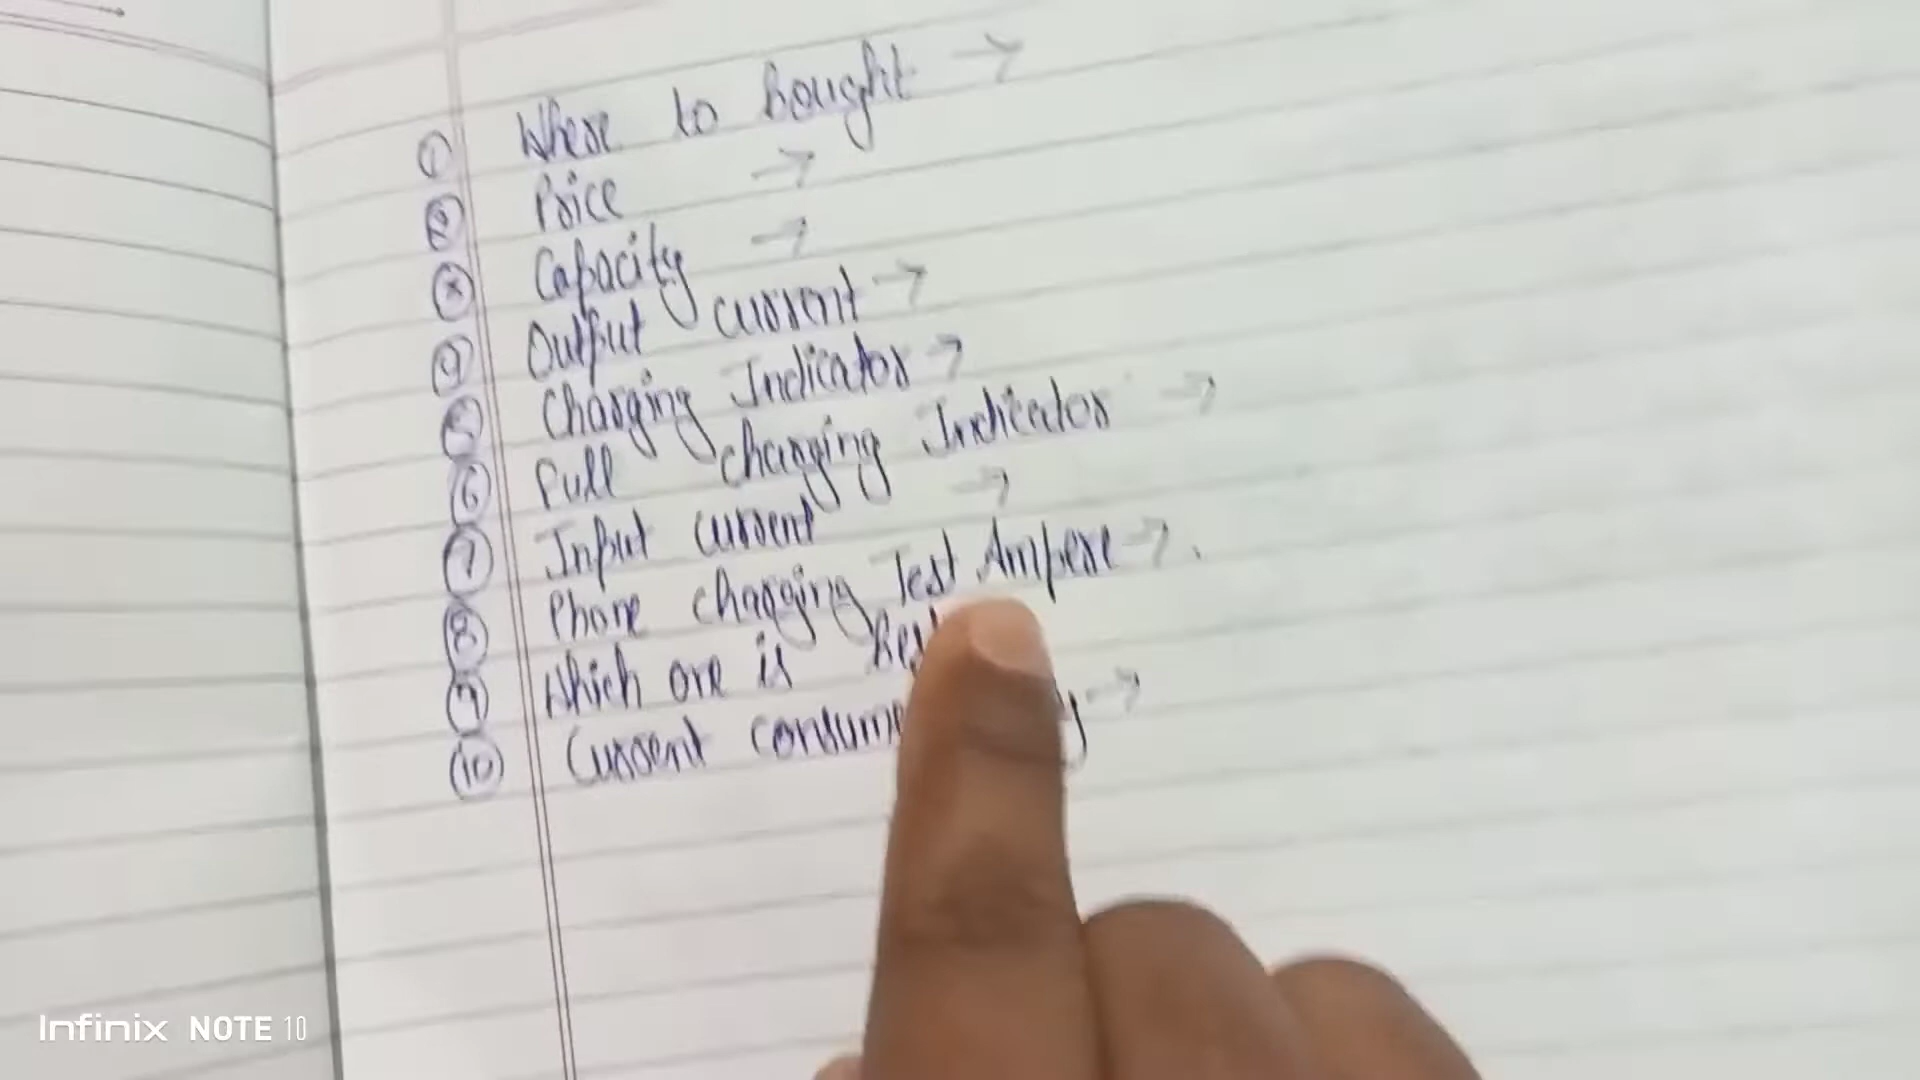 ① Where to bought →
② Price →
③ Capacity →
④ Output current →
⑤ Charging Indicator →
⑥ Full charging Indicator →
⑦ Input current →
⑧ Phone charging Test Ampere →
⑨ Which one is
⑩ Current →
Infinix NOTE 10